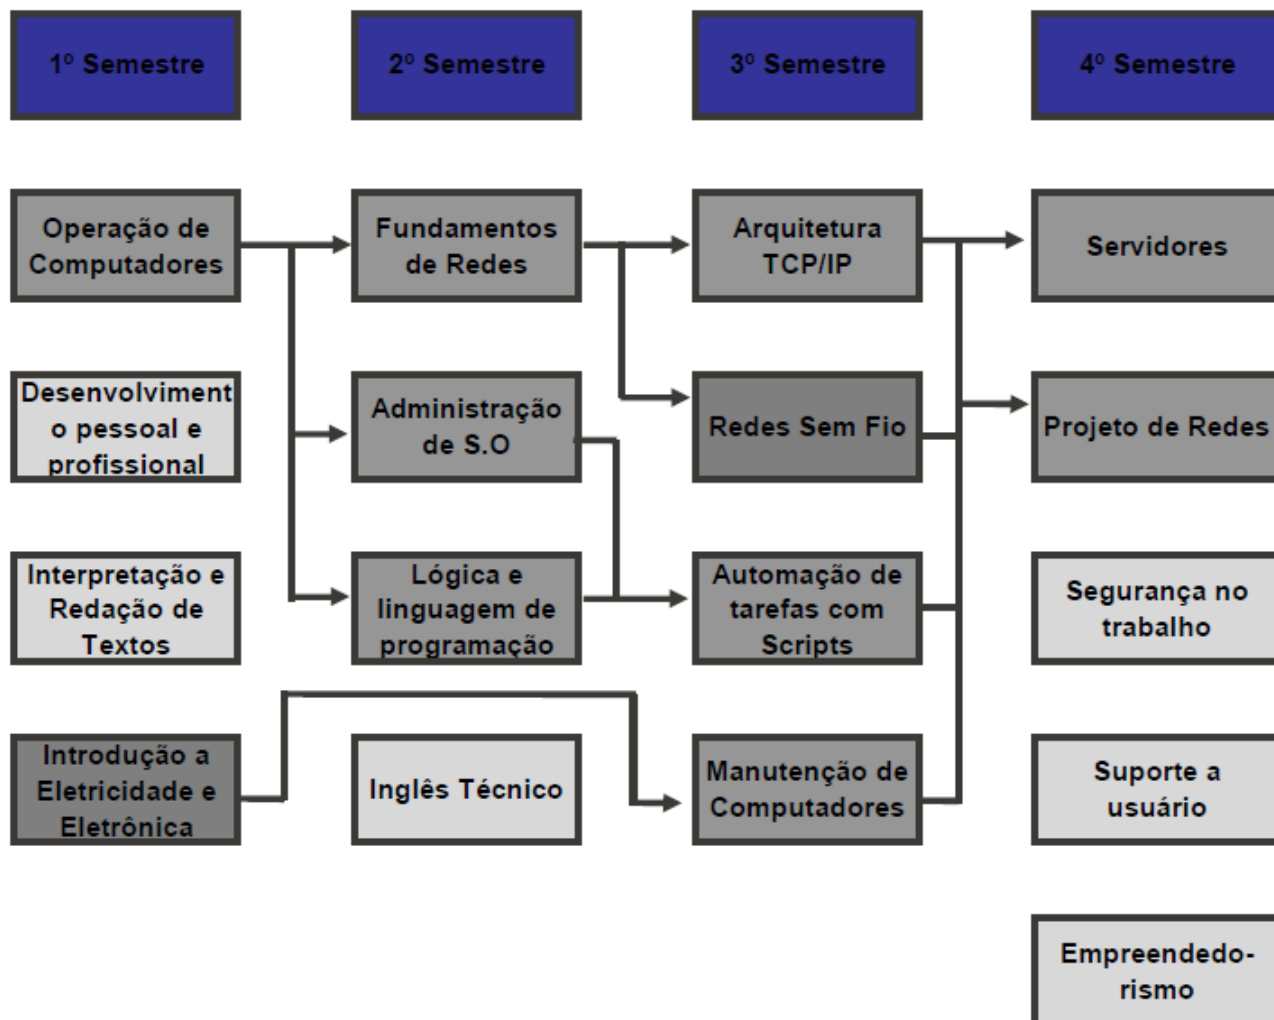 1º Semestre
2º Semestre
3º Semestre
4º Semestre
Operação de
Computadores
Fundamentos
de Redes
Arquitetura
TCP/IP
Servidores
Desenvolviment
o pessoal e
profissional
Administração
de S.O
Redes Sem Fio
Projeto de Redes
Interpretação e
Redação de
Textos
Lógica e
linguagem de
programação
Automação de
tarefas com
Scripts
Segurança no
trabalho
Introdução a
Eletricidade e
Eletrônica
Inglês Técnico
Manutenção de
Computadores
Suporte a
usuário
Empreendedo-
rismo